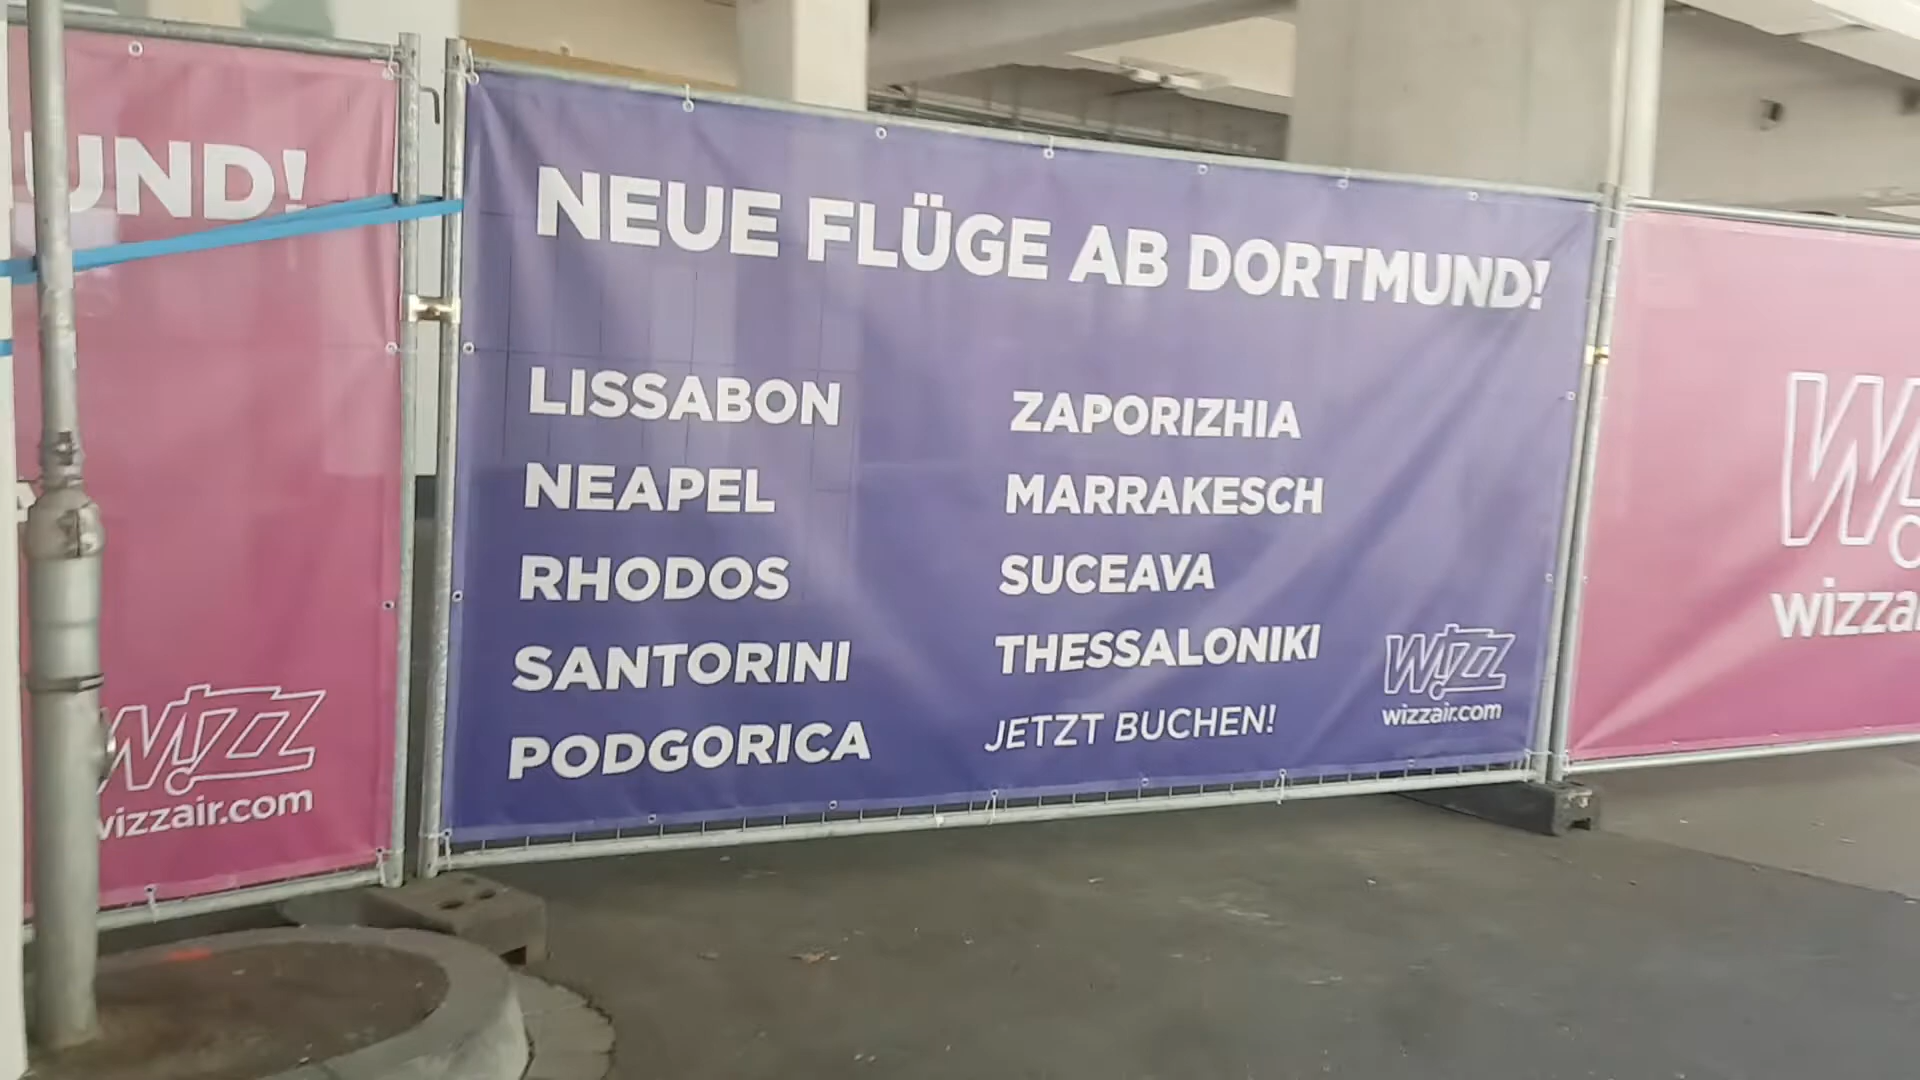 UND!
wizz
wizzair.com
NEUE FLÜGE AB DORTMUND!
LISSABON
NEAPEL
RHODOS
SANTORINI
PODGORICA
ZAPORIZHIA
MARRAKESCH
SUCEAVA
THESSALONIKI
JETZT BUCHEN!
wizz
wizzair.com
W
wizza